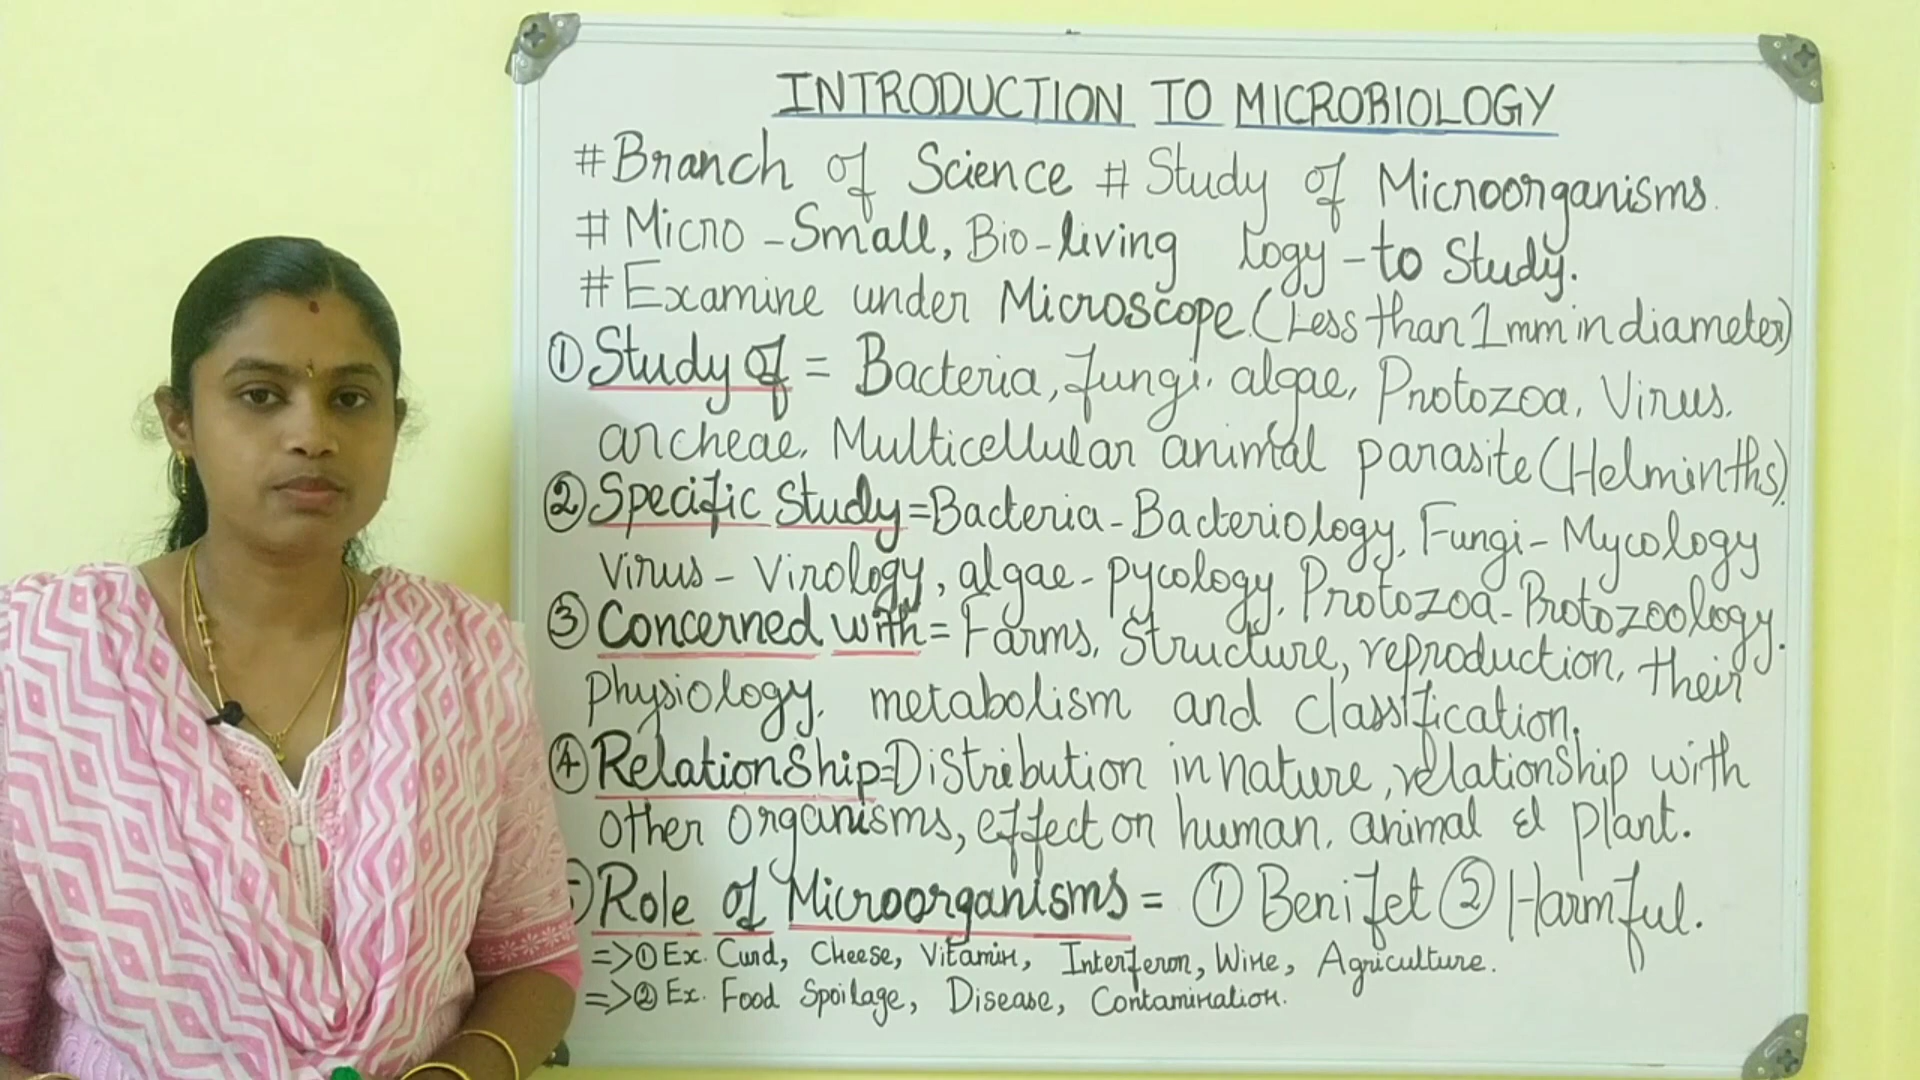 INTRODUCTION TO MICROBIOLOGY
# Branch of Science # Study of Microorganisms.
# Micro - Small, Bio - living logy - to Study.
# Examine under Microscope. (Less than 1mm in diameter)
① Study of = Bacteria, fungi, algae, Protozoa, Virus.
archeae, Multicellular animal parasite (Helminths).
② Specific Study = Bacteria - Bacteriology, Fungi - Mycology
Virus - Virology, algae - pycology, Protozoa - Protozoology.
③ Concerned with = Farms, Structure, reproduction, their
Physiology, metabolism and classification.
④ Relationship = Distribution in nature, relationship with
other organisms, effect on human, animal & plant.
Role of Microorganisms = ① Benifet ② Harmful.
=> ① Ex. Curd, Cheese, Vitamin, Interferon, Wine, Agriculture.
=> ② Ex. Food Spoilage, Disease, Contamination.